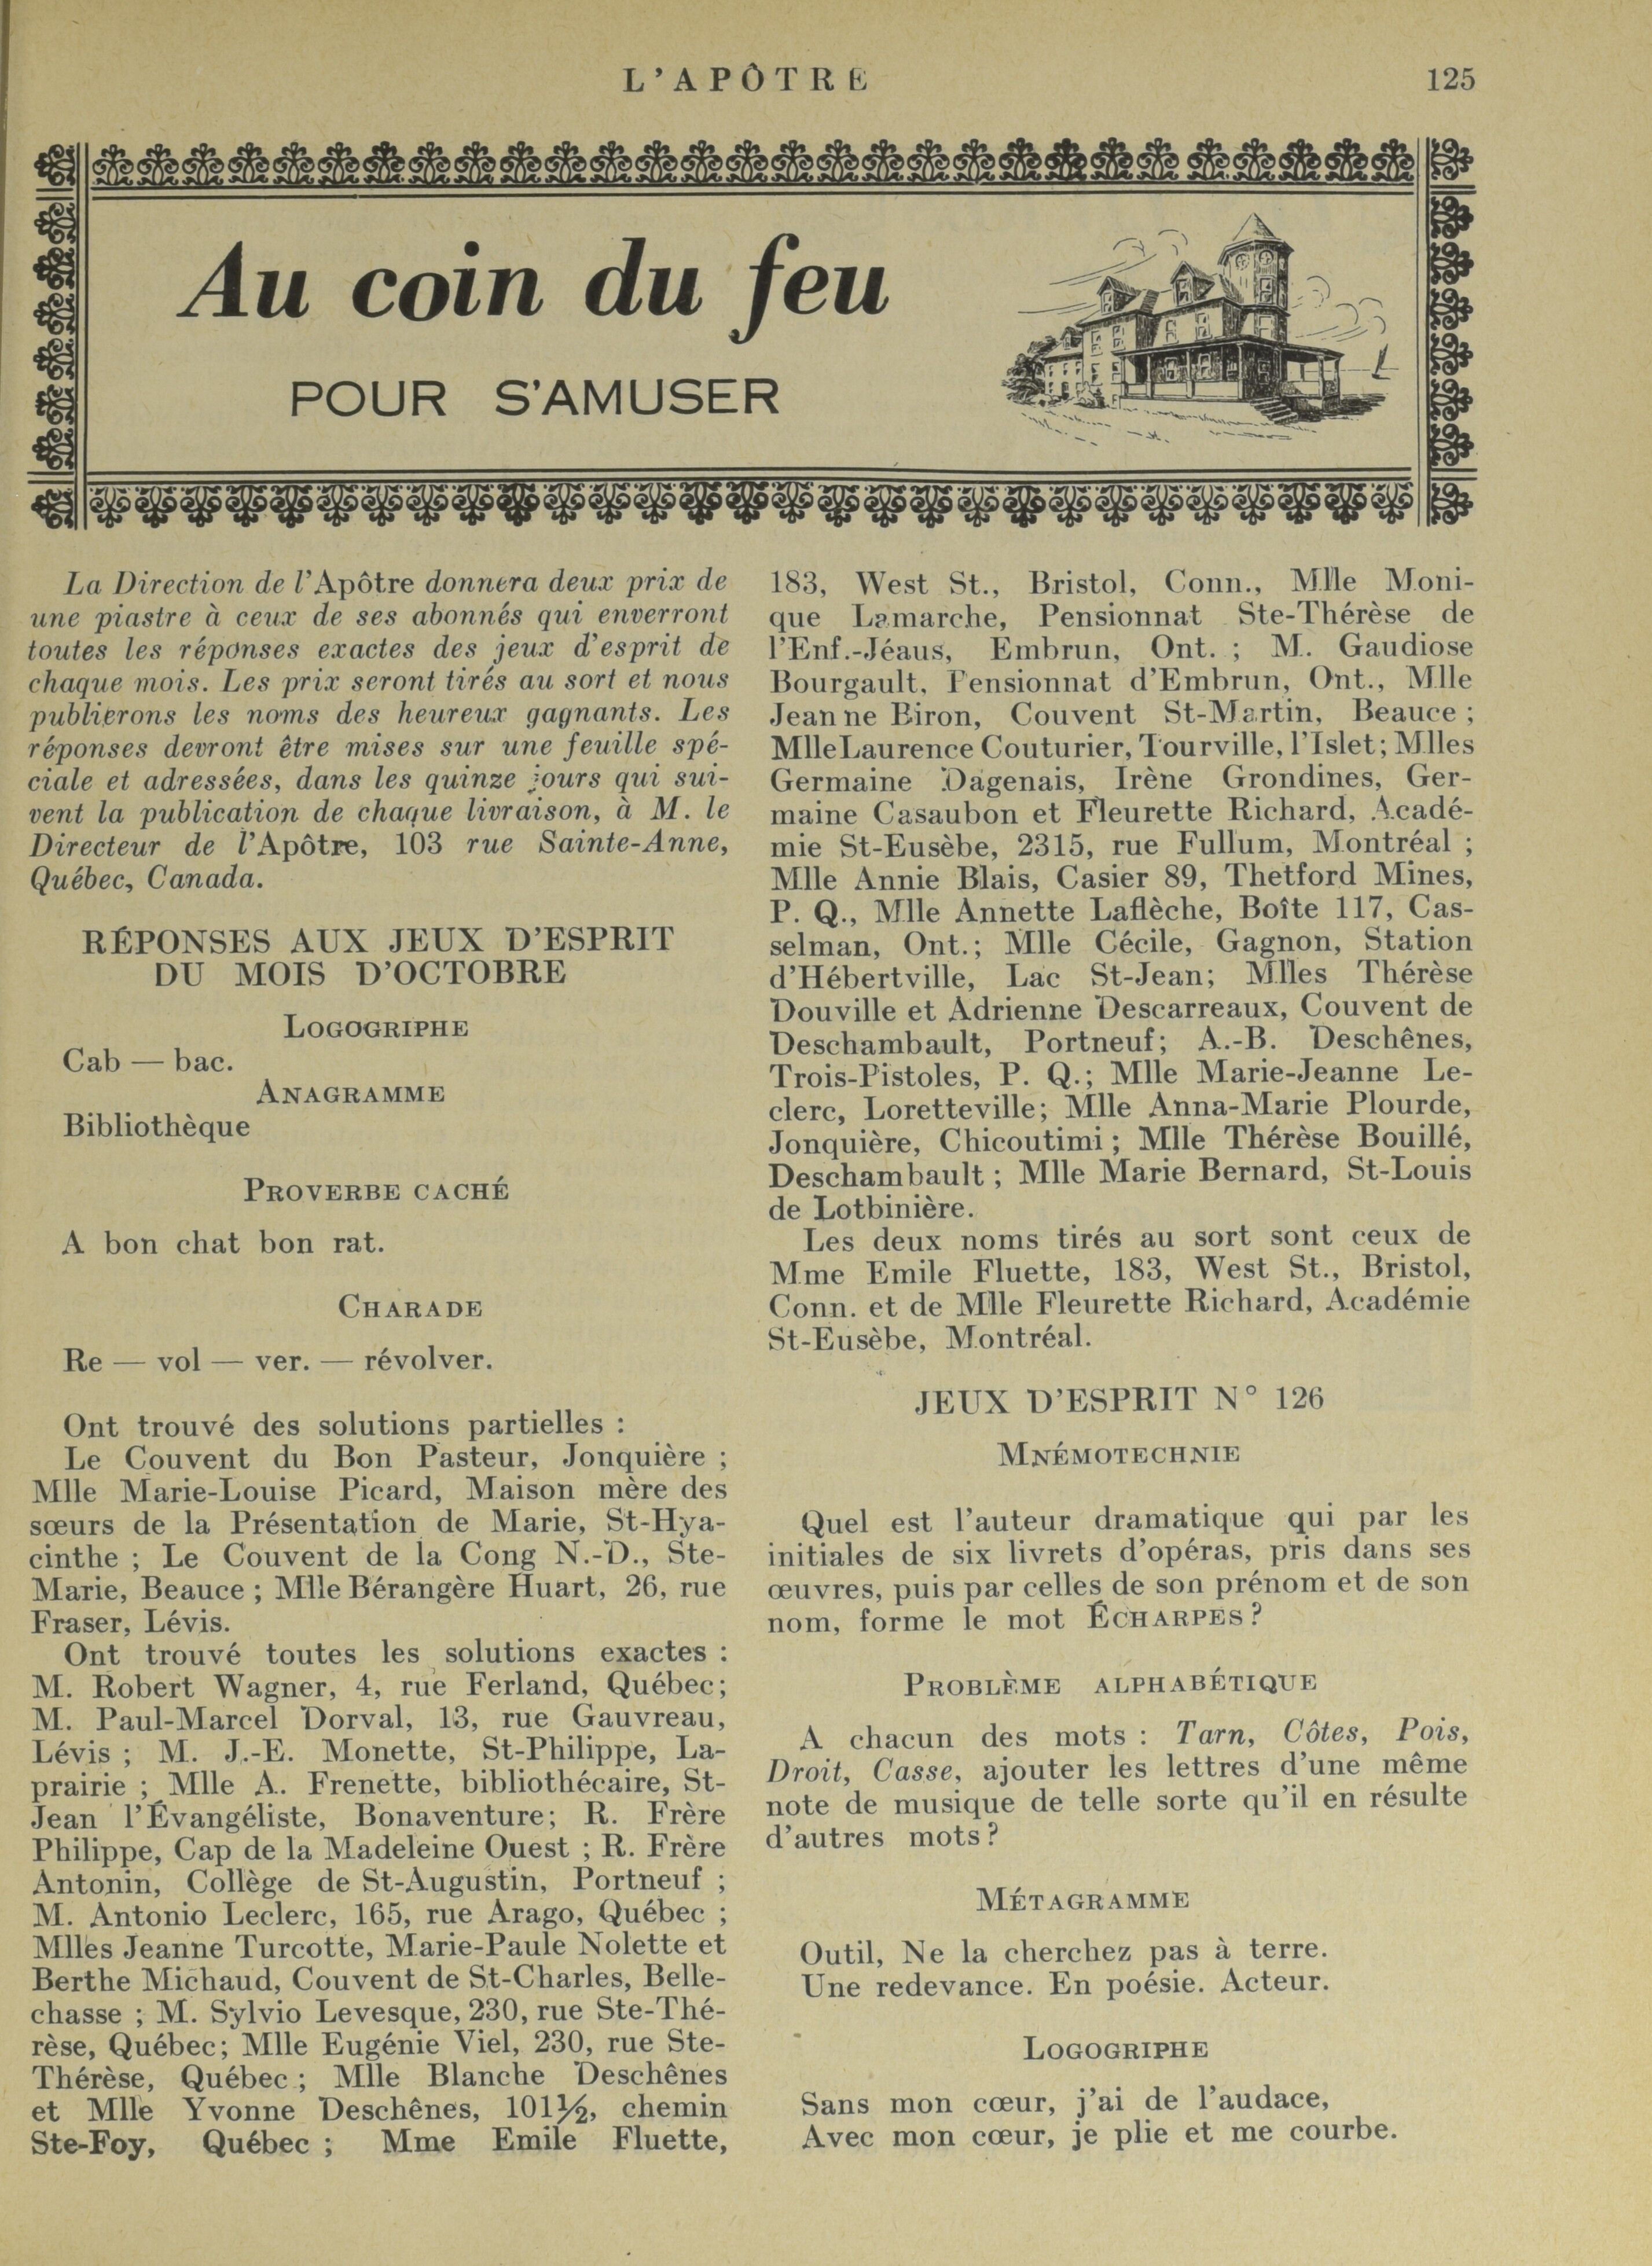 L'APÔTRE
125
Au coin du feu
POUR S'AMUSER
La Direction de l'Apôtre donnera deux prix de
une piastre à ceux de ses abonnés qui enverront
toutes les réponses exactes des jeux d'esprit de
chaque mois. Les prix seront tirés au sort et nous
publierons les noms des heureux gagnants. Les
réponses devront être mises sur une feuille spé-
ciale et adressées, dans les quinze jours qui sui-
vent la publication de chaque livraison, à M. le
Directeur de l'Apôtre, 103 rue Sainte-Anne,
Québec, Canada.
RÉPONSES AUX JEUX D'ESPRIT
DU MOIS D'OCTOBRE
LOGOGRIPHE
Cab — bac.
ANAGRAMME
Bibliothèque
PROVERBE CACHÉ
A bon chat bon rat.
CHARADE
Re — vol — ver. — révolver.
Ont trouvé des solutions partielles :
Le Couvent du Bon Pasteur, Jonquière ;
Mlle Marie-Louise Picard, Maison mère des
sœurs de la Présentation de Marie, St-Hya-
cinthe ; Le Couvent de la Cong N.-D., Ste-
Marie, Beauce ; Mlle Bérangère Huart, 26, rue
Fraser, Lévis.
Ont trouvé toutes les solutions exactes :
M. Robert Wagner, 4, rue Ferland, Québec;
M. Paul-Marcel Dorval, 13, rue Gauvreau,
Lévis ; M. J.-E. Monette, St-Philippe, La-
prairie ; Mlle A. Frenette, bibliothécaire, St-
Jean l'Évangéliste, Bonaventure; R. Frère
Philippe, Cap de la Madeleine Ouest ; R. Frère
Antonin, Collège de St-Augustin, Portneuf ;
M. Antonio Leclerc, 165, rue Arago, Québec ;
Mlles Jeanne Turcotte, Marie-Paule Nolette et
Berthe Michaud, Couvent de St-Charles, Belle-
chasse ; M. Sylvio Levesque, 230, rue Ste-Thé-
rèse, Québec; Mlle Eugénie Viel, 230, rue Ste-
Thérèse, Québec ; Mlle Blanche Deschênes
et Mlle Yvonne Deschênes, 101½, chemin
Ste-Foy, Québec ; Mme Emile Fluette,
183, West St., Bristol, Conn., Mlle Moni-
que Lamarche, Pensionnat Ste-Thérèse de
l'Enf.-Jéaus, Embrun, Ont. ; M. Gaudiose
Bourgault, Pensionnat d'Embrun, Ont., Mlle
Jeanne Biron, Couvent St-Martin, Beauce ;
Mlle Laurence Couturier, Tourville, l'Islet; Mlles
Germaine Dagenais, Irène Grondines, Ger-
maine Casaubon et Fleurette Richard, Acadé-
mie St-Eusèbe, 2315, rue Fullum, Montréal ;
Mlle Annie Blais, Casier 89, Thetford Mines,
P. Q., Mlle Annette Laflèche, Boîte 117, Cas-
selman, Ont.; Mlle Cécile, Gagnon, Station
d'Hébertville, Lac St-Jean; Mlles Thérèse
Douville et Adrienne Descarreaux, Couvent de
Deschambault, Portneuf; A.-B. Deschênes,
Trois-Pistoles, P. Q.; Mlle Marie-Jeanne Le-
clerc, Loretteville; Mlle Anna-Marie Plourde,
Jonquière, Chicoutimi ; Mlle Thérèse Bouillé,
Deschambault ; Mlle Marie Bernard, St-Louis
de Lotbinière.
Les deux noms tirés au sort sont ceux de
Mme Emile Fluette, 183, West St., Bristol,
Conn. et de Mlle Fleurette Richard, Académie
St-Eusèbe, Montréal.
JEUX D'ESPRIT N° 126
MNÉMOTECHNIE
Quel est l'auteur dramatique qui par les
initiales de six livrets d'opéras, pris dans ses
œuvres, puis par celles de son prénom et de son
nom, forme le mot ÉCHARPES?
PROBLÈME ALPHABÉTIQUE
A chacun des mots : Tarn, Côtes, Pois,
Droit, Casse, ajouter les lettres d'une même
note de musique de telle sorte qu'il en résulte
d'autres mots?
MÉTAGRAMME
Outil, Ne la cherchez pas à terre.
Une redevance. En poésie. Acteur.
LOGOGRIPHE
Sans mon cœur, j'ai de l'audace,
Avec mon cœur, je plie et me courbe.